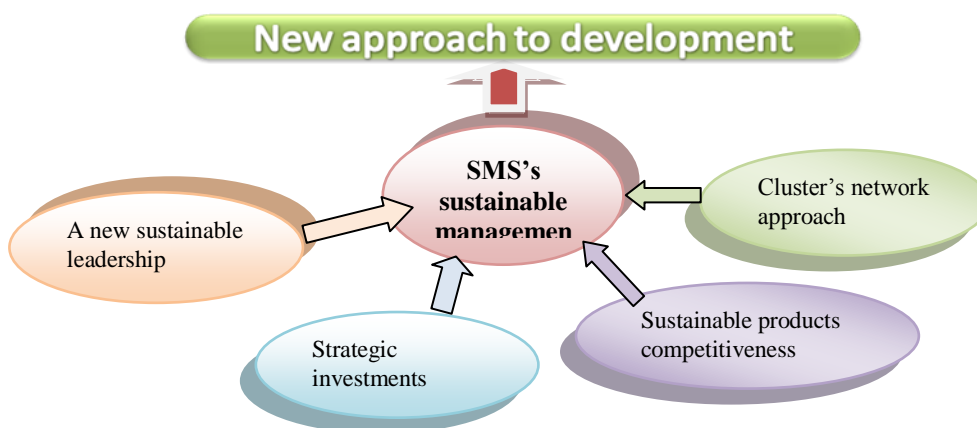 New approach to development
SMS’s
sustainable
managemen
A new sustainable
leadership
Cluster’s network
approach
Strategic
investments
Sustainable products
competitiveness